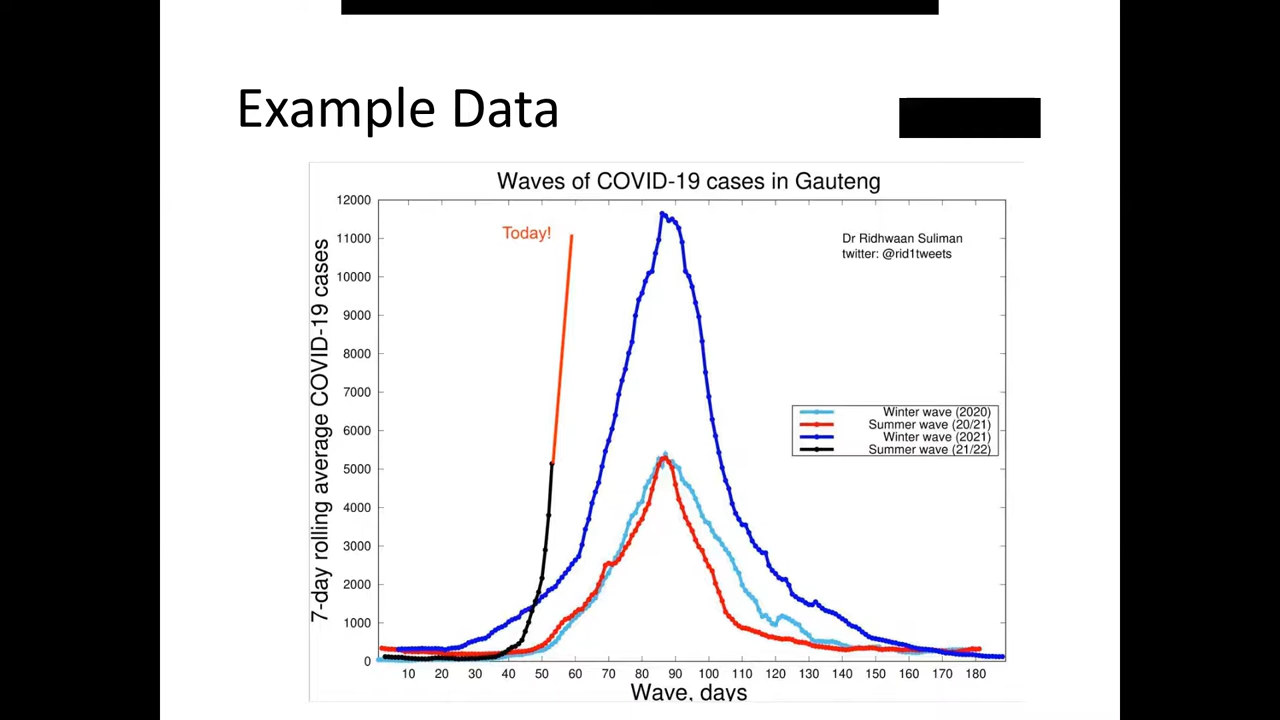 Example Data
Waves of COVID-19 cases in Gauteng
12000
11000
10000
9000
8000
7000
6000
5000
4000
3000
2000
1000
0
7-day rolling average COVID-19 cases
Today!
Dr Ridhwaan Suliman
twitter: @rid1tweets
Winter wave (2020)
Summer wave (20/21)
Winter wave (2021)
Summer wave (21/22)
10 20 30 40 50 60 70 80 90 100 110 120 130 140 150 160 170 180
Wave, days